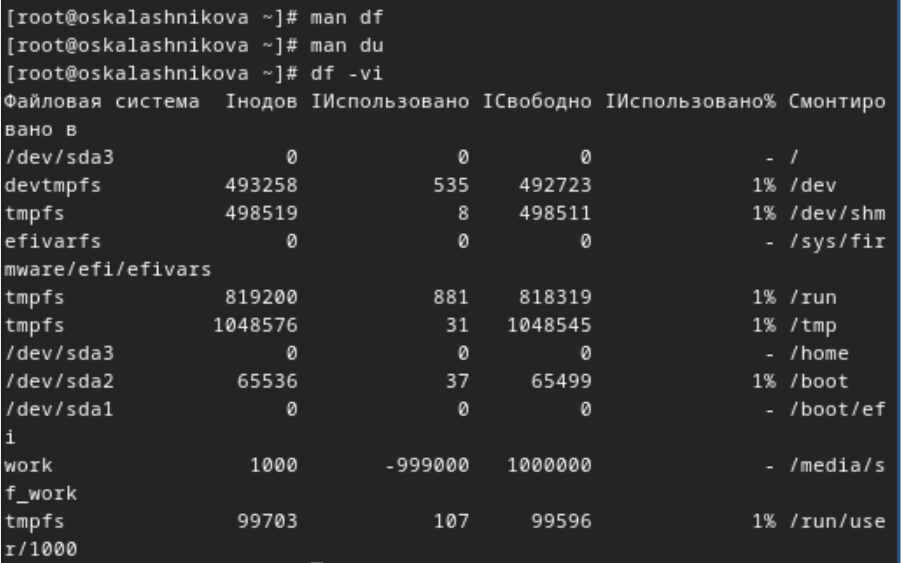 [root@oskalashnikova ~]# man df
[root@oskalashnikova ~]# man du
[root@oskalashnikova ~]# df -vi
Файловая система  Iнодов IИспользовано IСвободно IИспользовано% Смонтиро
вано в
/dev/sda3              0             0         0              - /
devtmpfs          493258           535    492723             1% /dev
tmpfs             498519             8    498511             1% /dev/shm
efivarfs               0             0         0              - /sys/fir
mware/efi/efivars
tmpfs             819200           881    818319             1% /run
tmpfs            1048576            31   1048545             1% /tmp
/dev/sda3              0             0         0              - /home
/dev/sda2          65536            37     65499             1% /boot
/dev/sda1              0             0         0              - /boot/ef
i
work                1000       -999000   1000000              - /media/s
f_work
tmpfs              99703           107     99596             1% /run/use
r/1000